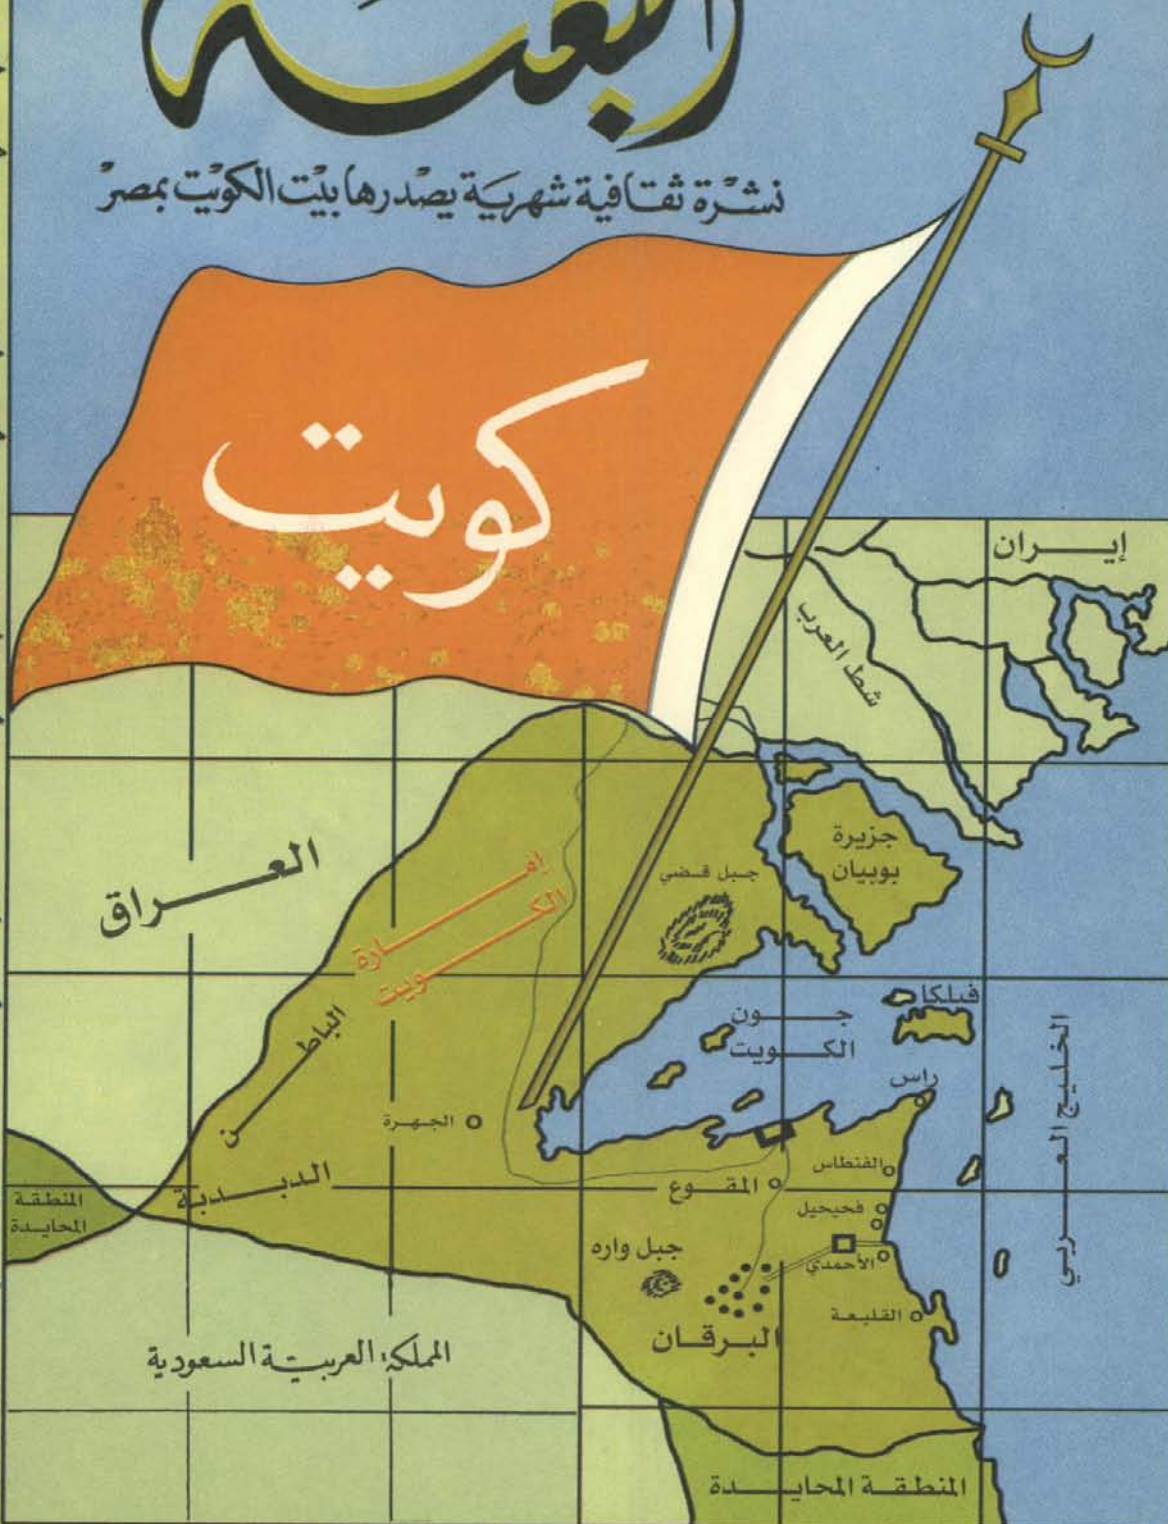 البعثة
نشرة ثقافية شهرية يصدرها بيت الكويت بمصر
كويت
إيران
شط العرب
العراق
جزيرة
بوبيان
جبل قضي
إمارة
الكويت
الباطن
فيلكا
جون
الكويت
راس
الخليج العربي
الجهرة
الفنطاس
الدبدبة
المقوع
المنطقة
المحايدة
فحيحيل
جبل واره
الأحمدي
القليعة
البرقان
المملكة العربية السعودية
المنطقة المحايدة